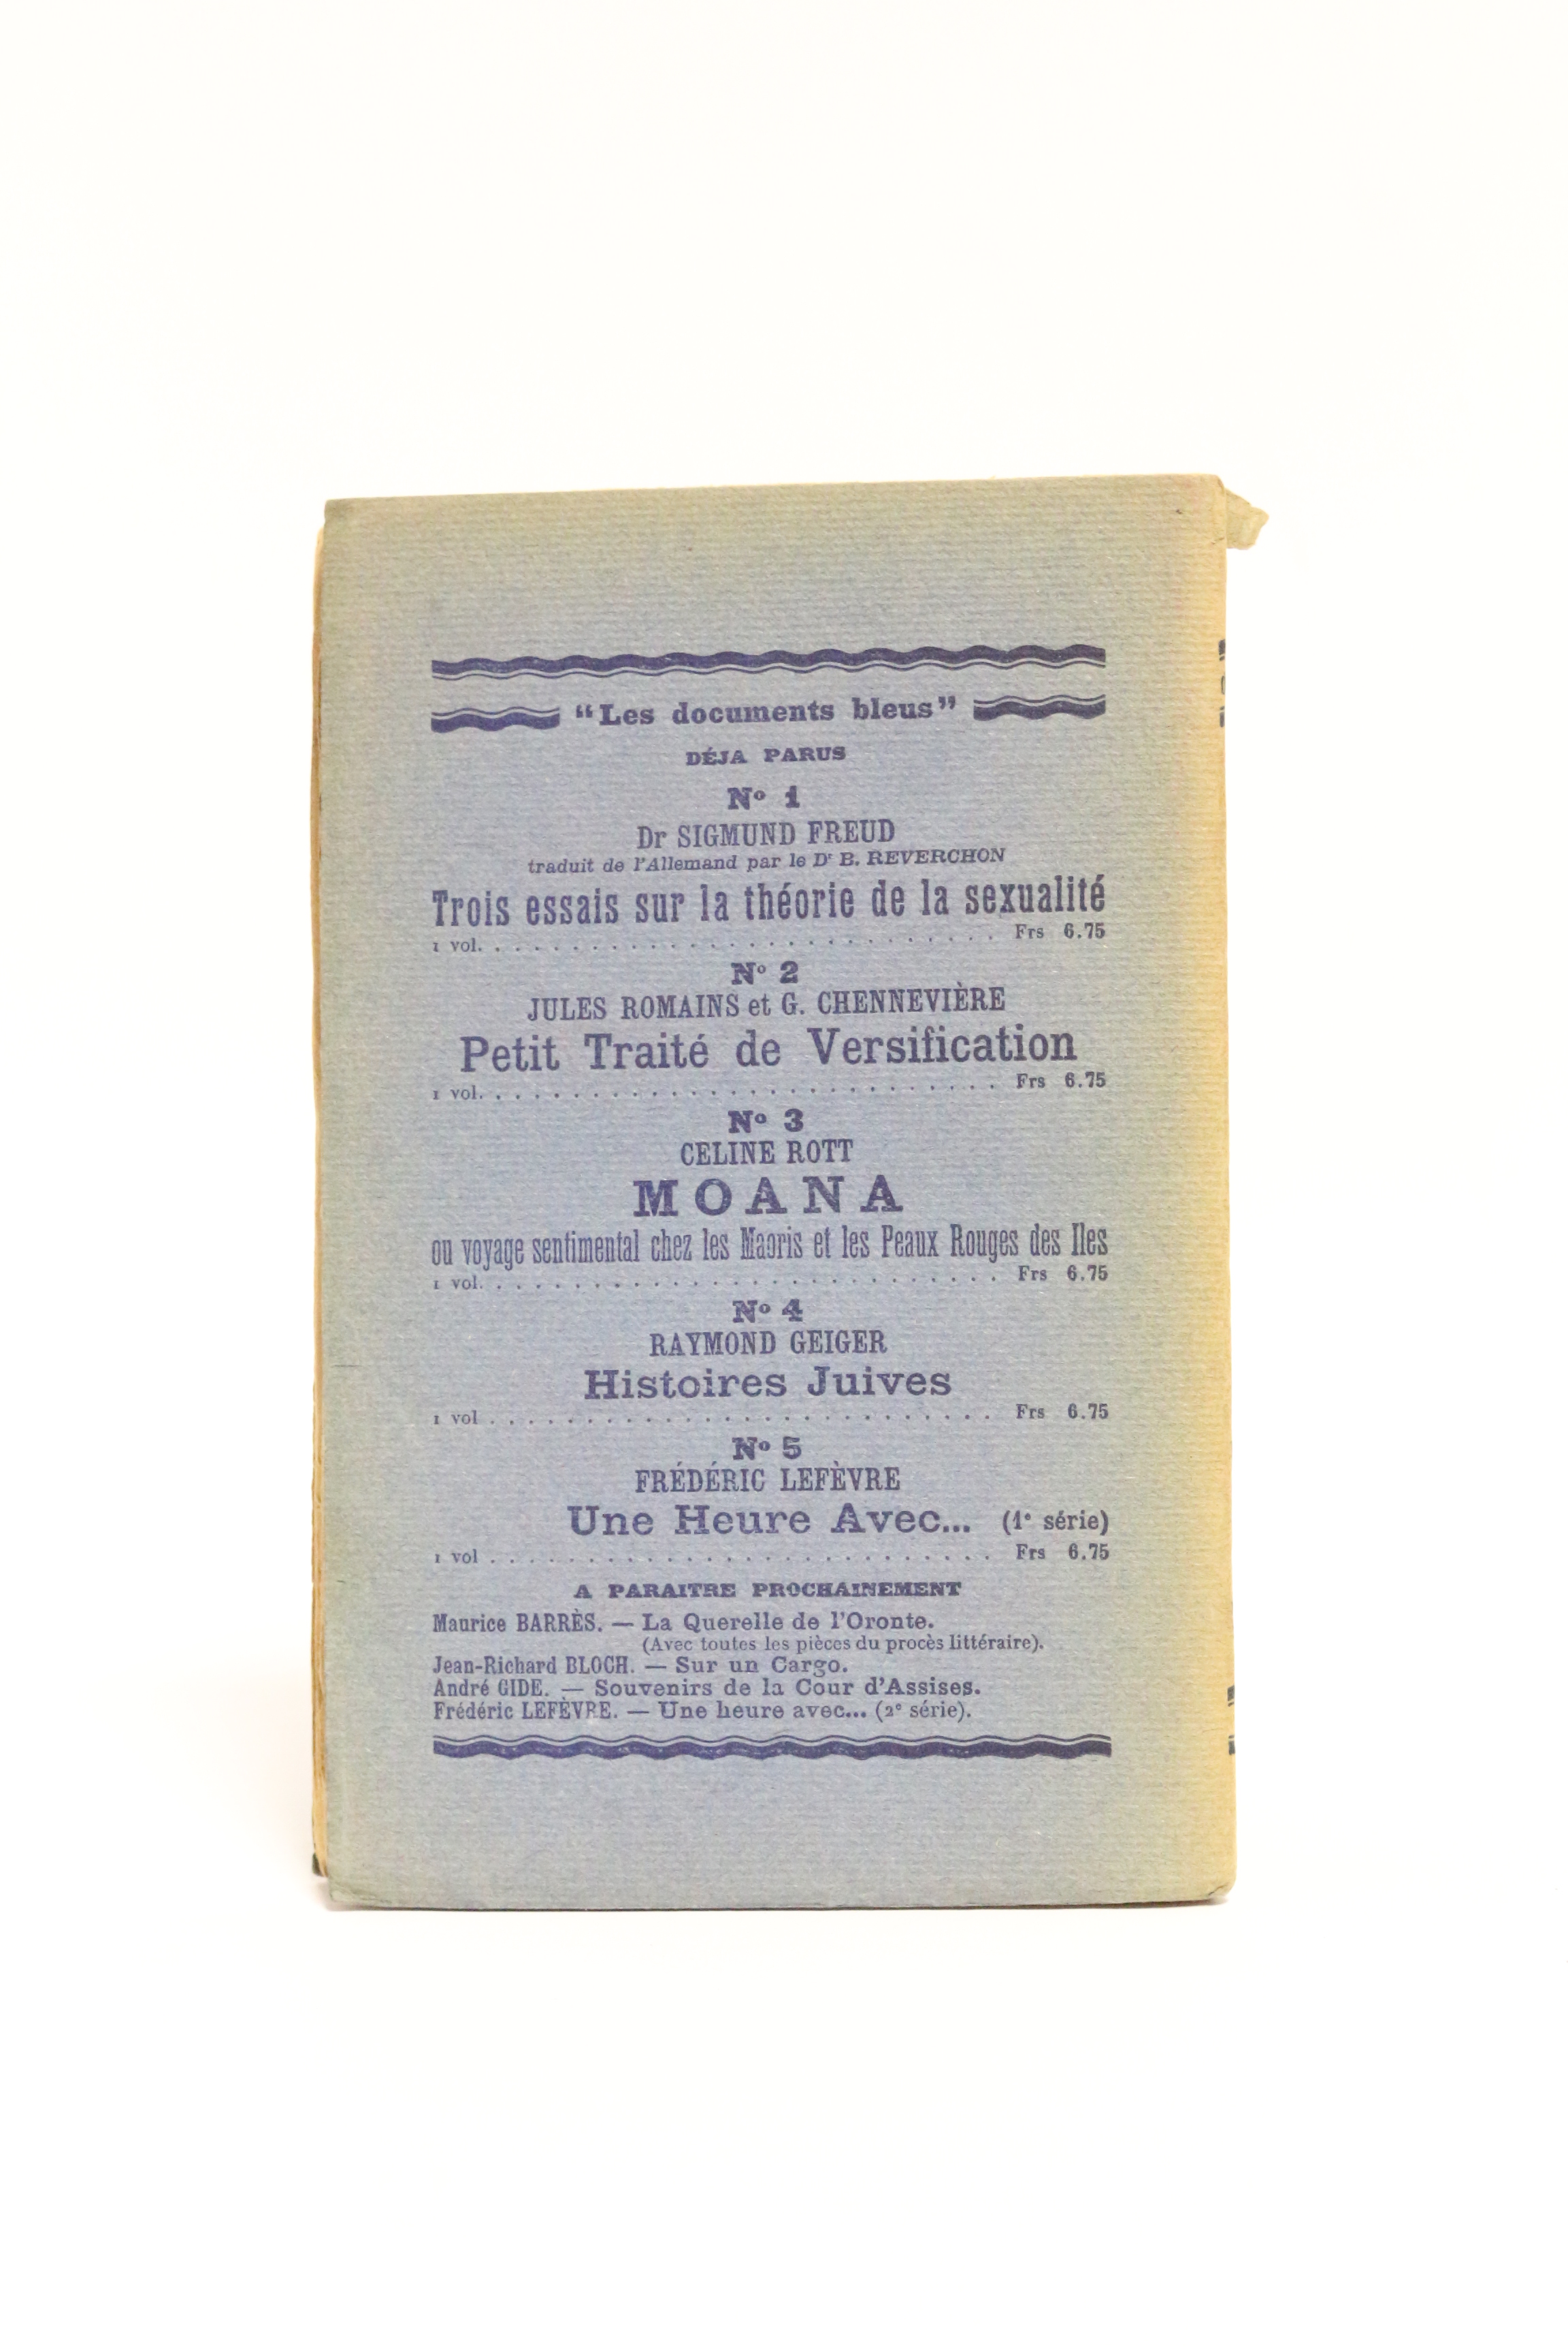 “Les documents bleus”
DÉJA PARUS
Nº 1
Dr SIGMUND FREUD
traduit de l'Allemand par le Dr B. REVERCHON
Trois essais sur la théorie de la sexualité
1 vol. . . . . . . . . . . . . . . . . . . . . . . . . . . Frs 6.75
Nº 2
JULES ROMAINS et G. CHENNEVIÈRE
Petit Traité de Versification
1 vol. . . . . . . . . . . . . . . . . . . . . . . . . . . Frs 6.75
Nº 3
CELINE ROTT
MOANA
ou voyage sentimental chez les Maoris et les Peaux Rouges des Iles
1 vol. . . . . . . . . . . . . . . . . . . . . . . . . . . Frs 6.75
Nº 4
RAYMOND GEIGER
Histoires Juives
1 vol . . . . . . . . . . . . . . . . . . . . . . . . . . Frs 6.75
Nº 5
FRÉDÉRIC LEFÈVRE
Une Heure Avec... (1e série)
1 vol . . . . . . . . . . . . . . . . . . . . . . . . . . Frs 6.75
A PARAITRE PROCHAINEMENT
Maurice BARRÈS. — La Querelle de l'Oronte.
(Avec toutes les pièces du procès littéraire).
Jean-Richard BLOCH. — Sur un Cargo.
André GIDE. — Souvenirs de la Cour d'Assises.
Frédéric LEFÈVRE. — Une heure avec... (2e série).